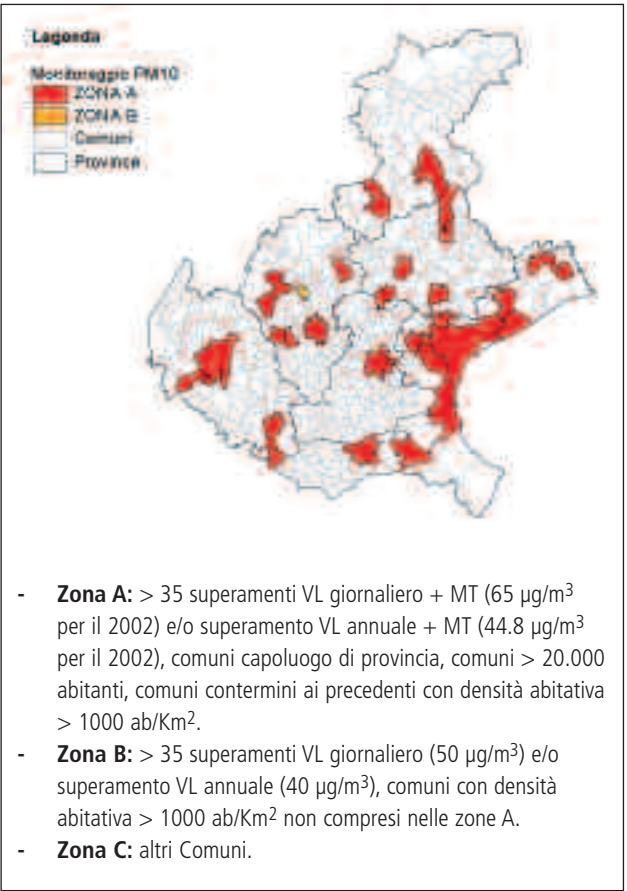 Legenda
Monitoraggio PM10
ZONA A
ZONA B
Comuni
Province
- Zona A: > 35 superamenti VL giornaliero + MT (65 µg/m³
per il 2002) e/o superamento VL annuale + MT (44.8 µg/m³
per il 2002), comuni capoluogo di provincia, comuni > 20.000
abitanti, comuni contermini ai precedenti con densità abitativa
> 1000 ab/Km².
- Zona B: > 35 superamenti VL giornaliero (50 µg/m³) e/o
superamento VL annuale (40 µg/m³), comuni con densità
abitativa > 1000 ab/Km² non compresi nelle zone A.
- Zona C: altri Comuni.